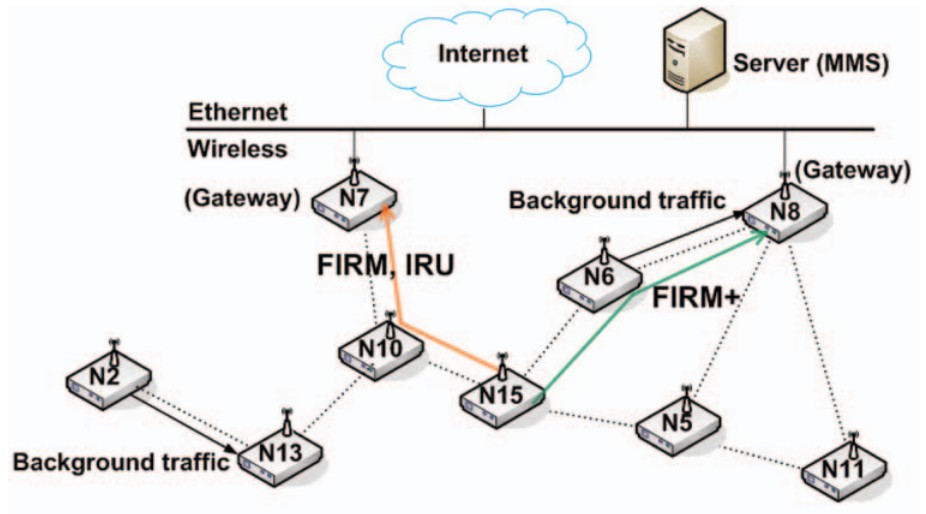 Internet
Server (MMS)
Ethernet
Wireless
(Gateway)
N7
(Gateway)
Background traffic
N8
FIRM, IRU
N6
FIRM+
N10
N2
N15
N5
N13
Background traffic
N11